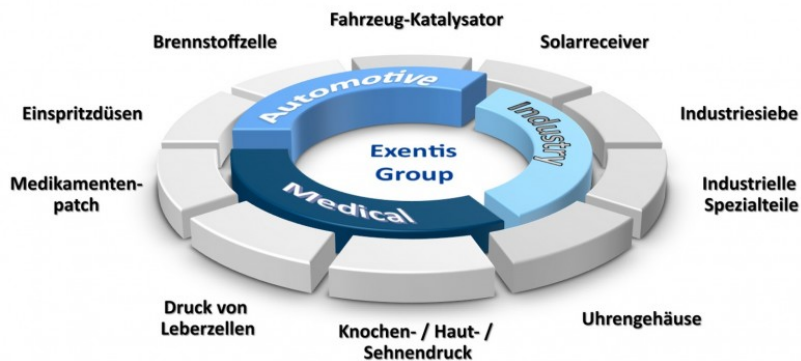 Fahrzeug-Katalysator
Brennstoffzelle
Solarreceiver
Automotive
Einspritzdüsen
Industry
Industriesiebe
Exentis
Group
Medikamenten-
patch
Medical
Industrielle
Spezialteile
Druck von
Leberzellen
Knochen- / Haut- /
Sehnendruck
Uhrengehäuse